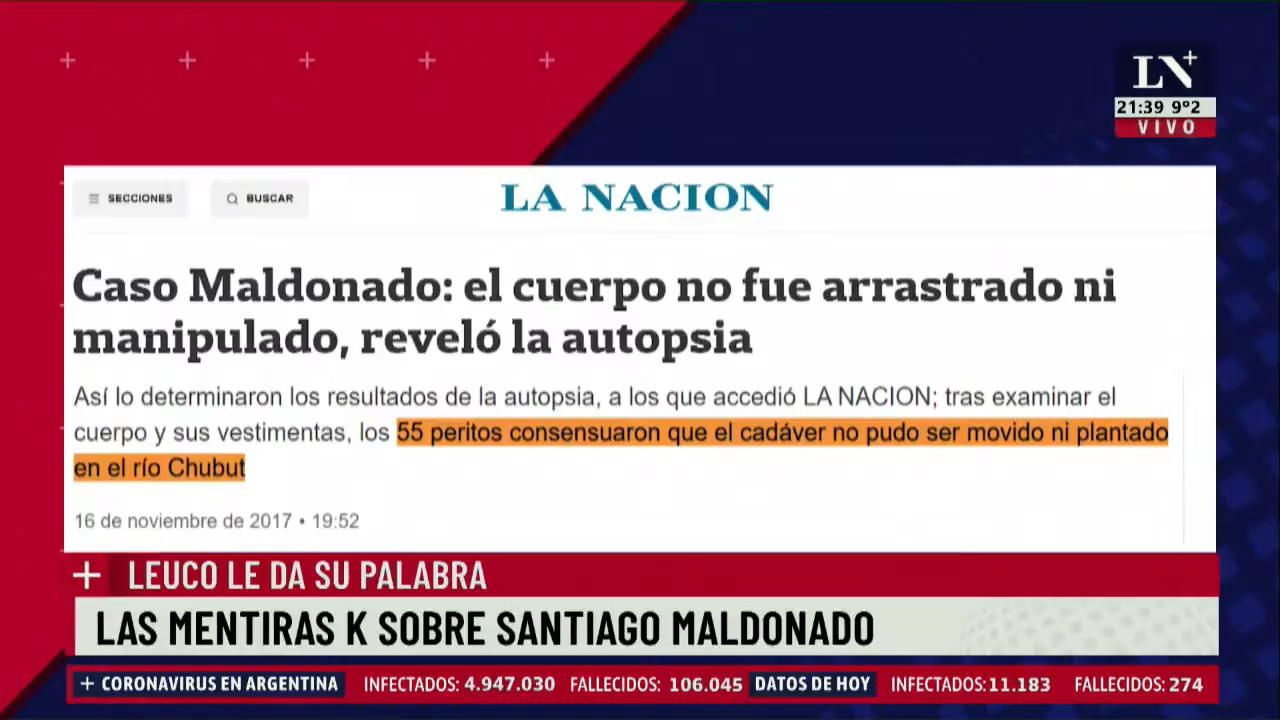 LN+
21:39 9º2
VIVO
SECCIONES
BUSCAR
LA NACION
Caso Maldonado: el cuerpo no fue arrastrado ni
manipulado, reveló la autopsia
Así lo determinaron los resultados de la autopsia, a los que accedió LA NACION; tras examinar el
cuerpo y sus vestimentas, los 55 peritos consensuaron que el cadáver no pudo ser movido ni plantado
en el río Chubut
16 de noviembre de 2017 • 19:52
+ LEUCO LE DA SU PALABRA
LAS MENTIRAS K SOBRE SANTIAGO MALDONADO
+ CORONAVIRUS EN ARGENTINA INFECTADOS: 4.947.030 FALLECIDOS: 106.045 DATOS DE HOY INFECTADOS:11.183 FALLECIDOS: 274